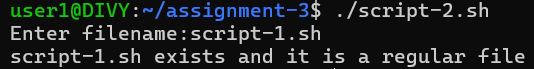 user1@DIVY:~/assignment-3$ ./script-2.sh
Enter filename:script-1.sh
script-1.sh exists and it is a regular file